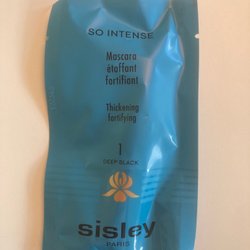 SO INTENSE
Mascara
étoffant
fortifiant
Thickening
fortifying
1
DEEP BLACK
sisley
PARIS